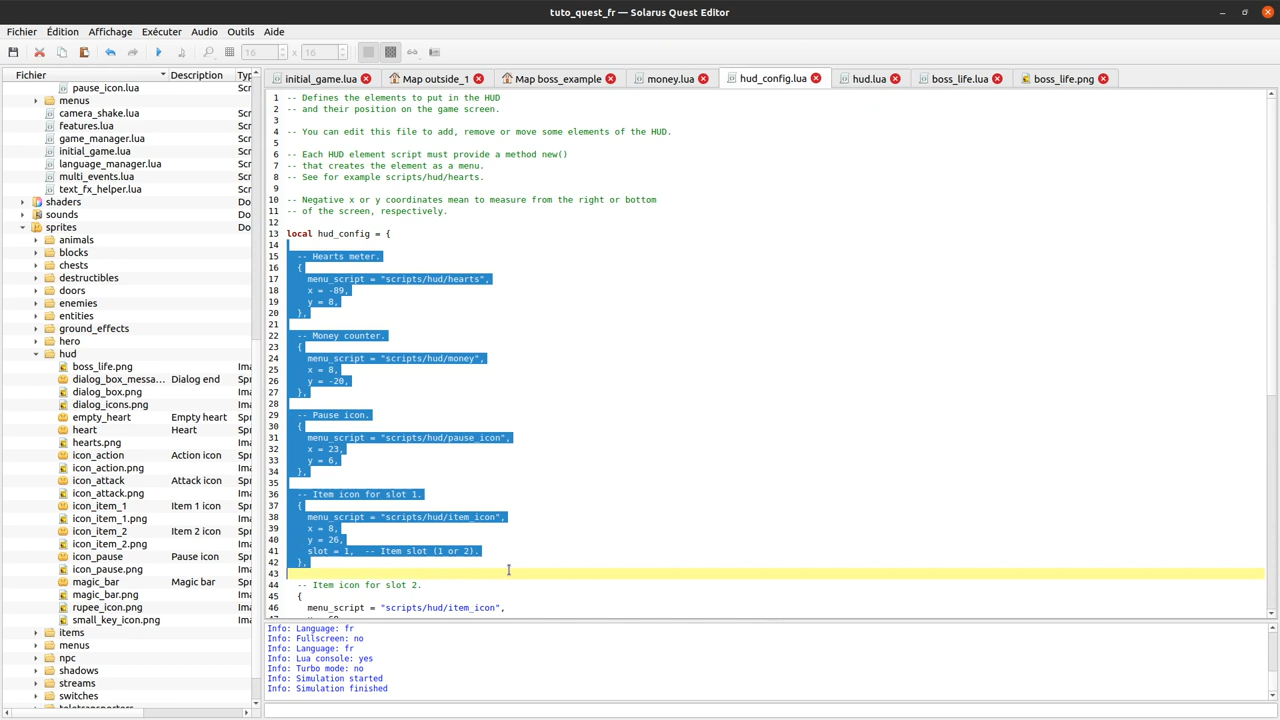 tuto_quest_fr — Solarus Quest Editor
Fichier Édition Affichage Exécuter Audio Outils Aide
16 x 16
Fichier Description Typ
initial_game.lua Map outside_1 Map boss_example money.lua hud_config.lua hud.lua boss_life.lua boss_life.png
pause_icon.lua Scr
menus
camera_shake.lua Scr
features.lua Scr
game_manager.lua Scr
initial_game.lua Scr
language_manager.lua Scr
multi_events.lua Scr
text_fx_helper.lua Scr
shaders Do
sounds Do
sprites Do
animals
blocks
chests
destructibles
doors
enemies
entities
ground_effects
hero
hud
boss_life.png Ima
dialog_box_messa... Dialog end Spr
dialog_box.png Ima
dialog_icons.png Ima
empty_heart Empty heart Spr
heart Heart Spr
hearts.png Ima
icon_action Action icon Spr
icon_action.png Ima
icon_attack Attack icon Spr
icon_attack.png Ima
icon_item_1 Item 1 icon Spr
icon_item_1.png Ima
icon_item_2 Item 2 icon Spr
icon_item_2.png Ima
icon_pause Pause icon Spr
icon_pause.png Ima
magic_bar Magic bar Spr
magic_bar.png Ima
rupee_icon.png Ima
small_key_icon.png Ima
items
menus
npc
shadows
streams
switches
teletransporters
1 -- Defines the elements to put in the HUD
2 -- and their position on the game screen.
3
4 -- You can edit this file to add, remove or move some elements of the HUD.
5
6 -- Each HUD element script must provide a method new()
7 -- that creates the element as a menu.
8 -- See for example scripts/hud/hearts.
9
10 -- Negative x or y coordinates mean to measure from the right or bottom
11 -- of the screen, respectively.
12
13 local hud_config = {
14
15 -- Hearts meter.
16 {
17 menu_script = "scripts/hud/hearts",
18 x = -89,
19 y = 8,
20 },
21
22 -- Money counter.
23 {
24 menu_script = "scripts/hud/money",
25 x = 8,
26 y = -20,
27 },
28
29 -- Pause icon.
30 {
31 menu_script = "scripts/hud/pause_icon",
32 x = 23,
33 y = 6,
34 },
35
36 -- Item icon for slot 1.
37 {
38 menu_script = "scripts/hud/item_icon",
39 x = 8,
40 y = 26,
41 slot = 1, -- Item slot (1 or 2).
42 },
43
44 -- Item icon for slot 2.
45 {
46 menu_script = "scripts/hud/item_icon",
Info: Language: fr
Info: Fullscreen: no
Info: Language: fr
Info: Lua console: yes
Info: Turbo mode: no
Info: Simulation started
Info: Simulation finished